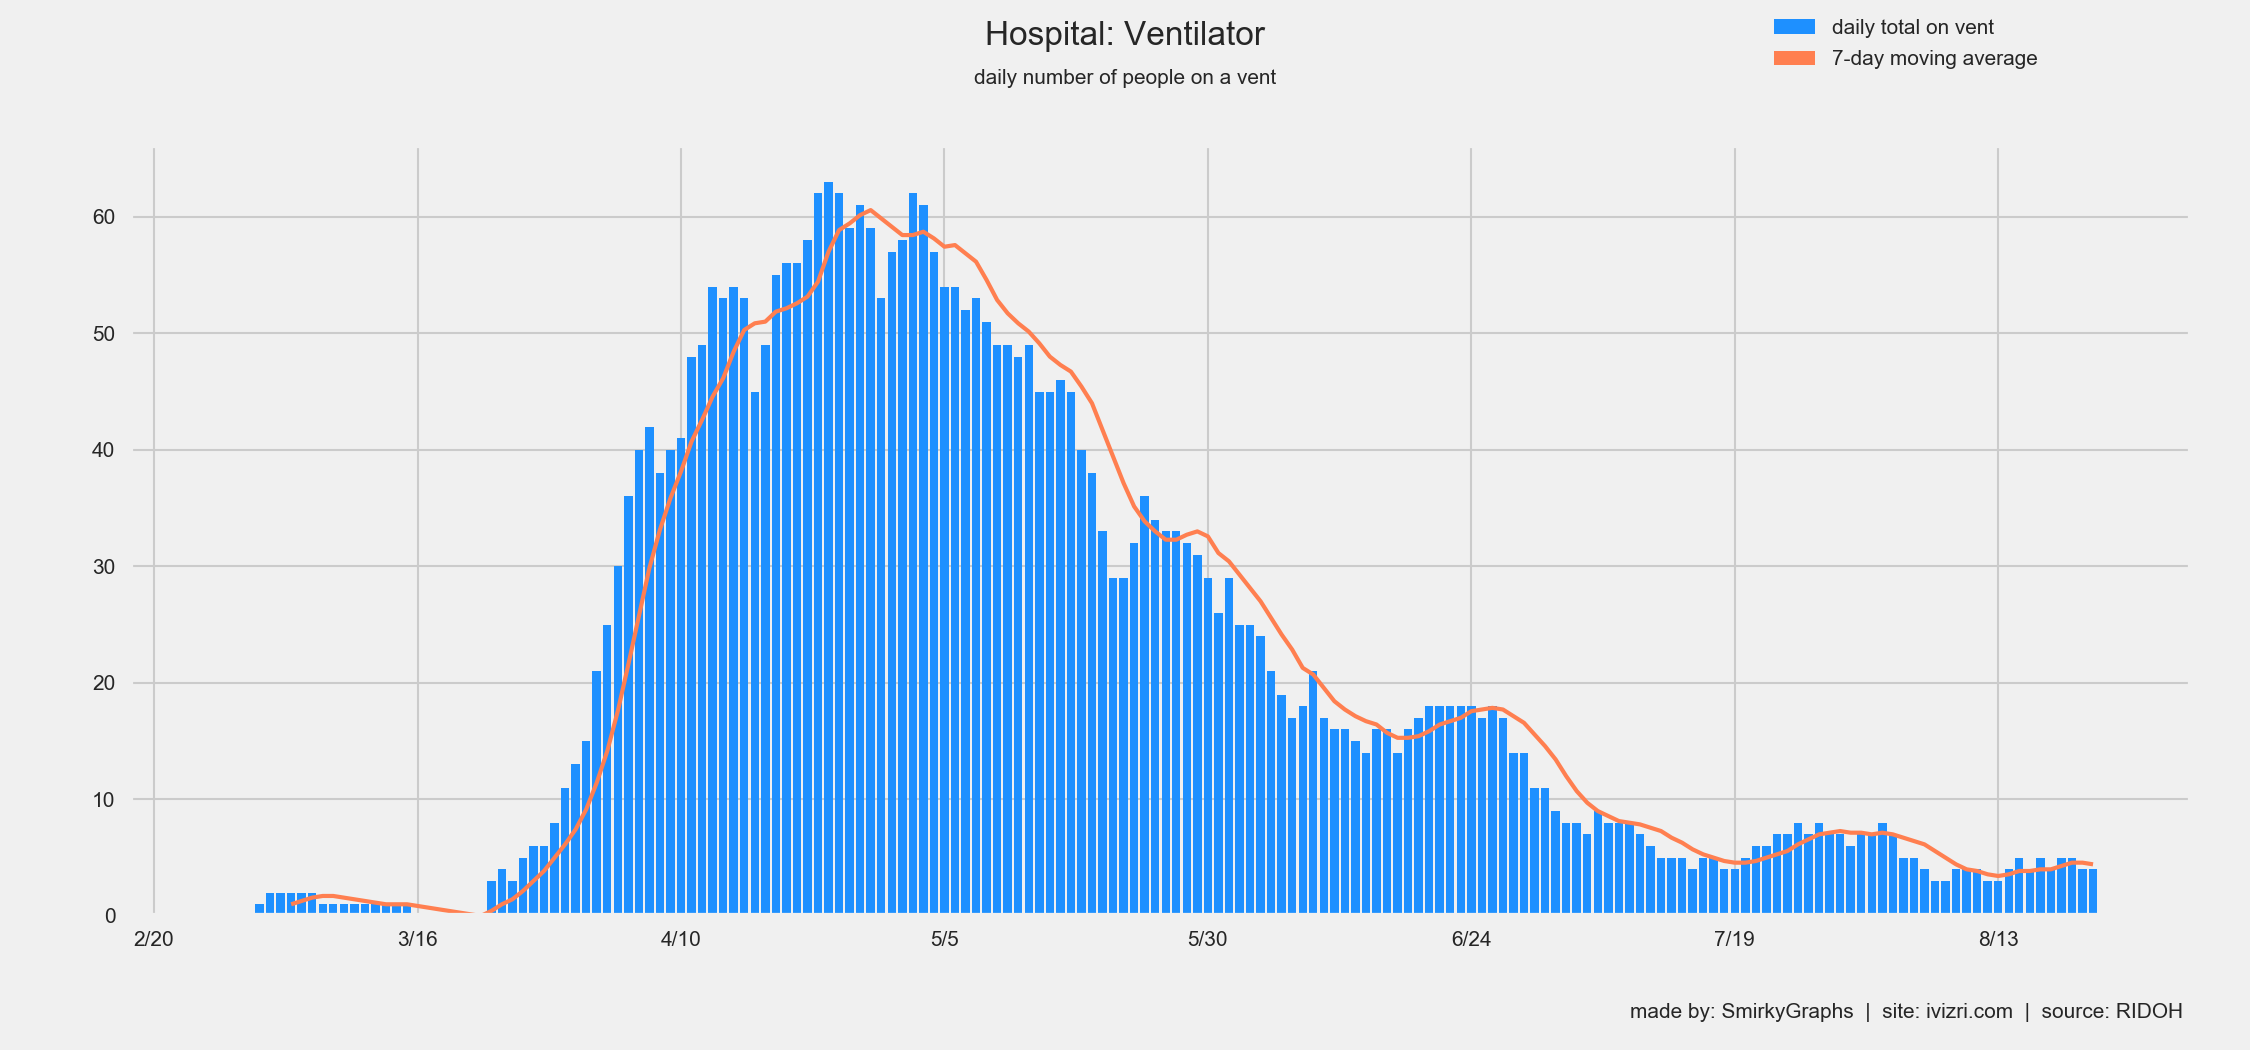 Hospital: Ventilator
daily number of people on a vent
daily total on vent
7-day moving average
60
50
40
30
20
10
0
2/20 3/16 4/10 5/5 5/30 6/24 7/19 8/13
made by: SmirkyGraphs | site: ivizri.com | source: RIDOH